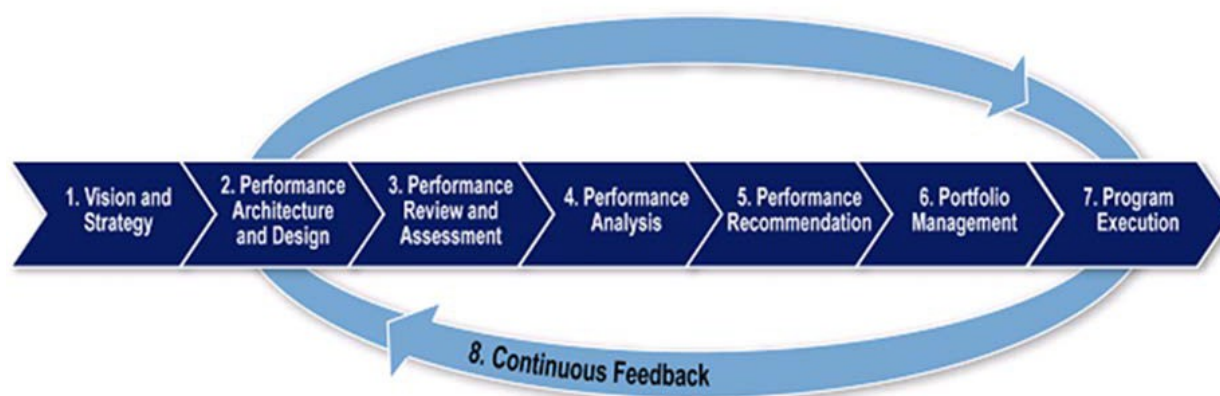 1. Vision and
Strategy
2. Performance
Architecture
and Design
3. Performance
Review and
Assessment
4. Performance
Analysis
5. Performance
Recommendation
6. Portfolio
Management
7. Program
Execution
8. Continuous Feedback